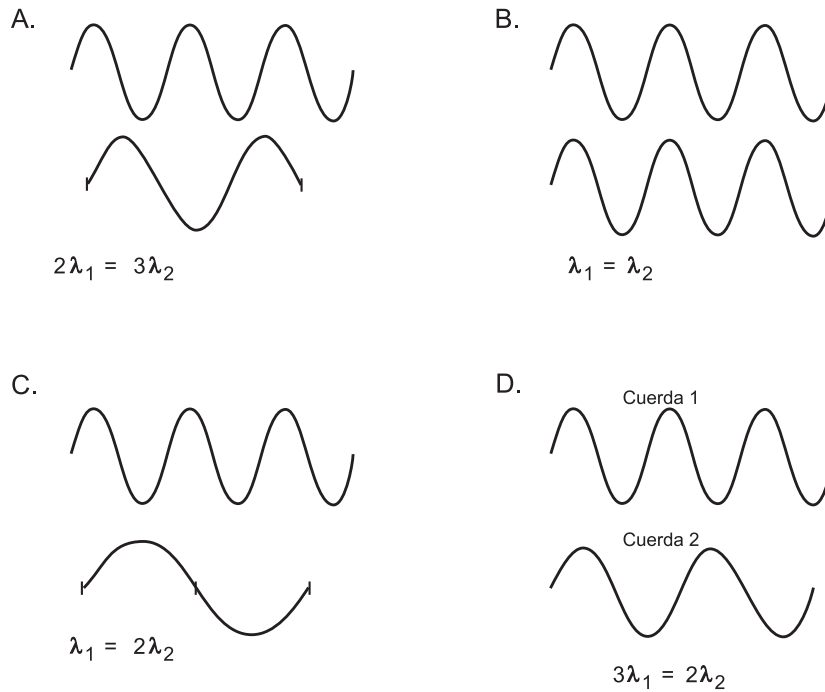 A.
2λ1 = 3λ2
B.
λ1 = λ2
C.
λ1 = 2λ2
D.
Cuerda 1
Cuerda 2
3λ1 = 2λ2